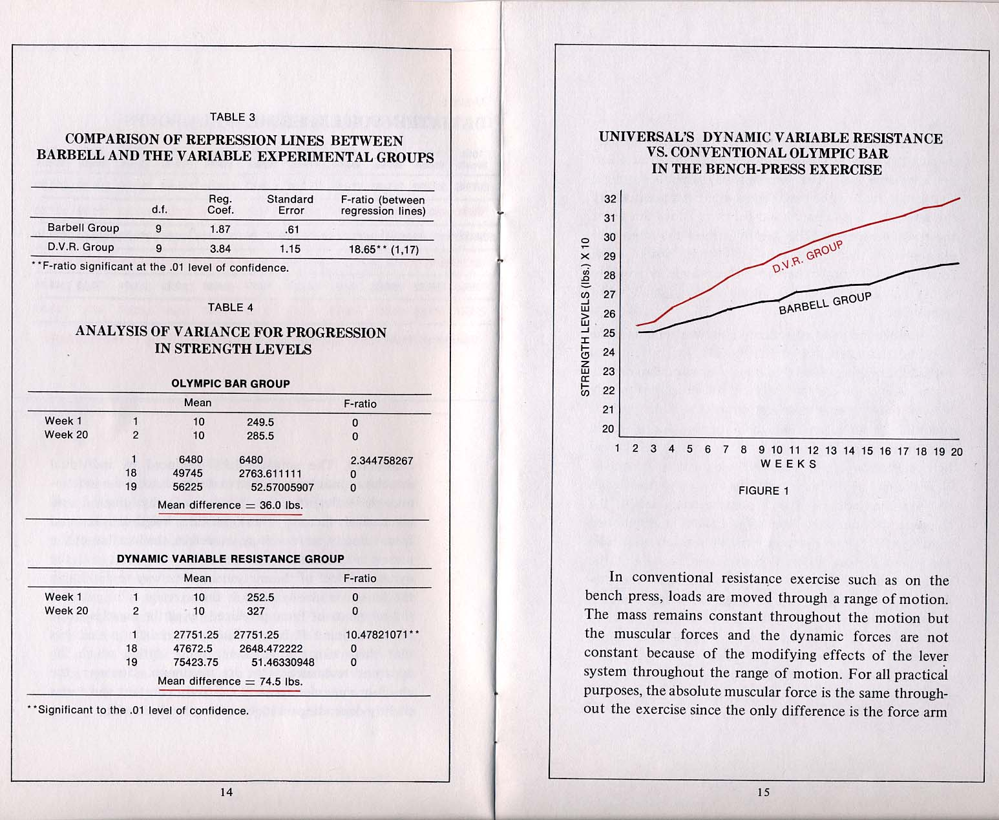 TABLE 3
COMPARISON OF REPRESSION LINES BETWEEN
BARBELL AND THE VARIABLE EXPERIMENTAL GROUPS
d.f. Reg. Coef. Standard Error F-ratio (between regression lines)
Barbell Group 9 1.87 .61
D.V.R. Group 9 3.84 1.15 18.65** (1,17)
**F-ratio significant at the .01 level of confidence.
TABLE 4
ANALYSIS OF VARIANCE FOR PROGRESSION
IN STRENGTH LEVELS
OLYMPIC BAR GROUP
Mean F-ratio
Week 1 1 10 249.5 0
Week 20 2 10 285.5 0
1 6480 6480 2.344758267
18 49745 2763.611111 0
19 56225 52.57005907 0
Mean difference = 36.0 lbs.
DYNAMIC VARIABLE RESISTANCE GROUP
Mean F-ratio
Week 1 1 10 252.5 0
Week 20 2 10 327 0
1 27751.25 27751.25 10.47821071**
18 47672.5 2648.472222 0
19 75423.75 51.46330948 0
Mean difference = 74.5 lbs.
**Significant to the .01 level of confidence.
14
UNIVERSAL'S DYNAMIC VARIABLE RESISTANCE
VS. CONVENTIONAL OLYMPIC BAR
IN THE BENCH-PRESS EXERCISE
STRENGTH LEVELS (lbs.) X 10
32
31
30
29
28
27
26
25
24
23
22
21
20
D.V.R. GROUP
BARBELL GROUP
1 2 3 4 5 6 7 8 9 10 11 12 13 14 15 16 17 18 19 20
WEEKS
FIGURE 1
In conventional resistance exercise such as on the
bench press, loads are moved through a range of motion.
The mass remains constant throughout the motion but
the muscular forces and the dynamic forces are not
constant because of the modifying effects of the lever
system throughout the range of motion. For all practical
purposes, the absolute muscular force is the same through-
out the exercise since the only difference is the force arm
15